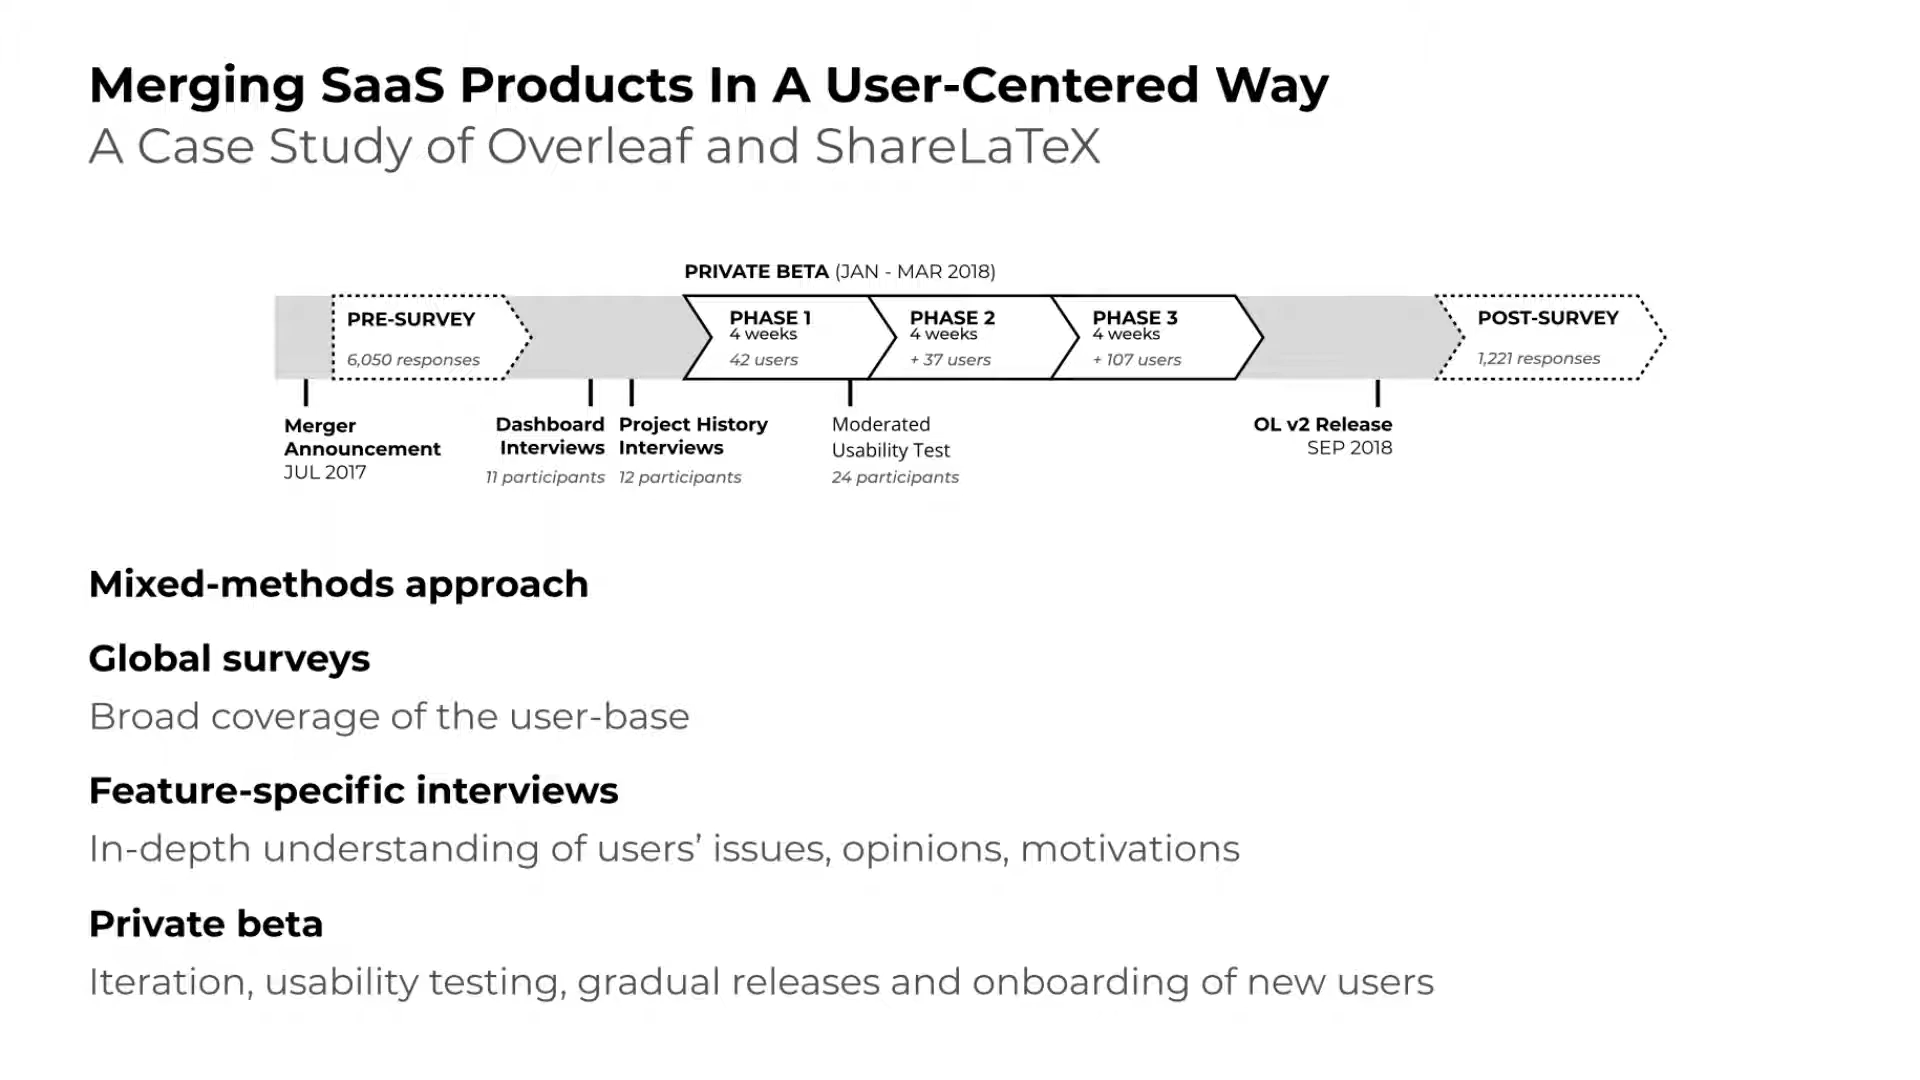 Merging SaaS Products In A User-Centered Way
A Case Study of Overleaf and ShareLaTeX
PRIVATE BETA (JAN - MAR 2018)
PRE-SURVEY
6,050 responses
PHASE 1
4 weeks
42 users
PHASE 2
4 weeks
+ 37 users
PHASE 3
4 weeks
+ 107 users
POST-SURVEY
1,221 responses
Merger
Announcement
JUL 2017
Dashboard
Interviews
11 participants
Project History
Interviews
12 participants
Moderated
Usability Test
24 participants
OL v2 Release
SEP 2018
Mixed-methods approach
Global surveys
Broad coverage of the user-base
Feature-specific interviews
In-depth understanding of users’ issues, opinions, motivations
Private beta
Iteration, usability testing, gradual releases and onboarding of new users